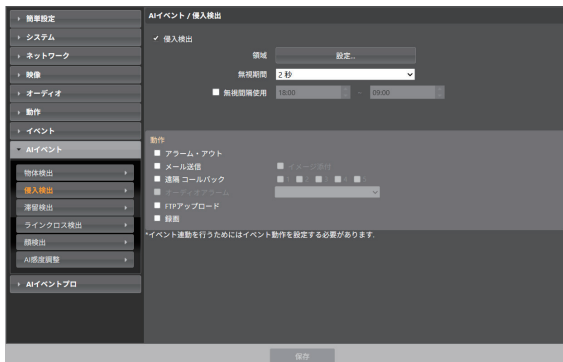 簡単設定
システム
ネットワーク
映像
オーディオ
動作
イベント
AIイベント
物体検出
侵入検出
滞留検出
ラインクロス検出
顔検出
AI感度調整
AIイベントプロ
AIイベント / 侵入検出
侵入検出
領域 設定...
無視期間 2 秒
無視間隔使用 18:00 ~ 09:00
動作
アラーム・アウト
メール送信 イメージ添付
遠隔 コールバック 1 2 3 4 5
オーディオアラーム
FTPアップロード
録画
*イベント連動を行うためにはイベント動作を設定する必要があります.
保存